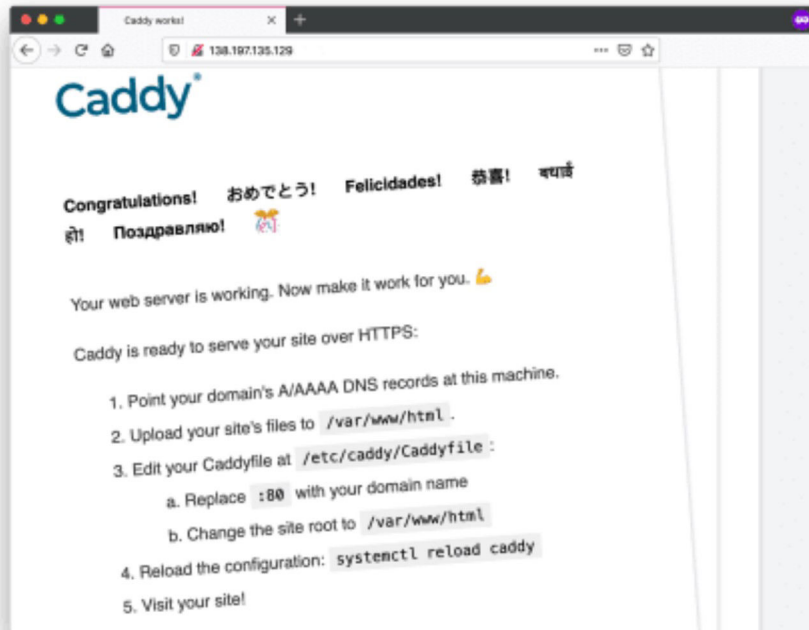 Caddy works!
138.197.135.129
Caddy®
Congratulations! おめでとう! Felicidades! 恭喜! बधाई
हो! Поздравляю!
Your web server is working. Now make it work for you. 💪
Caddy is ready to serve your site over HTTPS:
1. Point your domain's A/AAAA DNS records at this machine.
2. Upload your site's files to /var/www/html.
3. Edit your Caddyfile at /etc/caddy/Caddyfile:
a. Replace :80 with your domain name
b. Change the site root to /var/www/html
4. Reload the configuration: systemctl reload caddy
5. Visit your site!